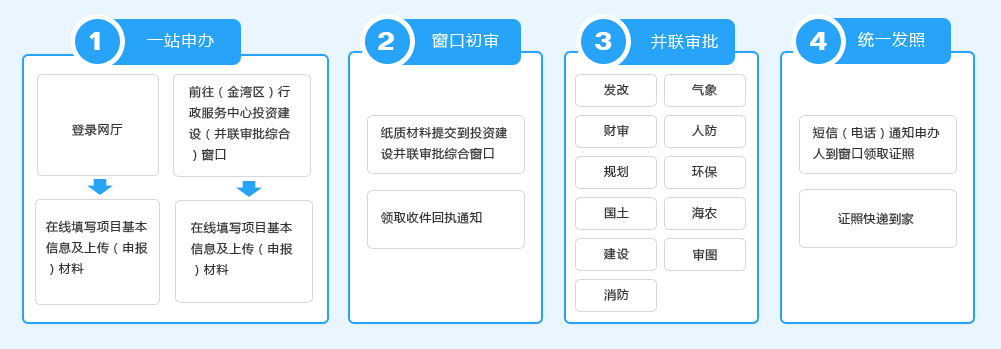 1 一站申办
登录网厅
前往（金湾区）行
政服务中心投资建
设（并联审批综合
）窗口
在线填写项目基本
信息及上传（申报
）材料
在线填写项目基本
信息及上传（申报
）材料
2 窗口初审
纸质材料提交到投资建
设并联审批综合窗口
领取收件回执通知
3 并联审批
发改 气象
财审 人防
规划 环保
国土 海农
建设 审图
消防
4 统一发照
短信（电话）通知申办
人到窗口领取证照
证照快递到家